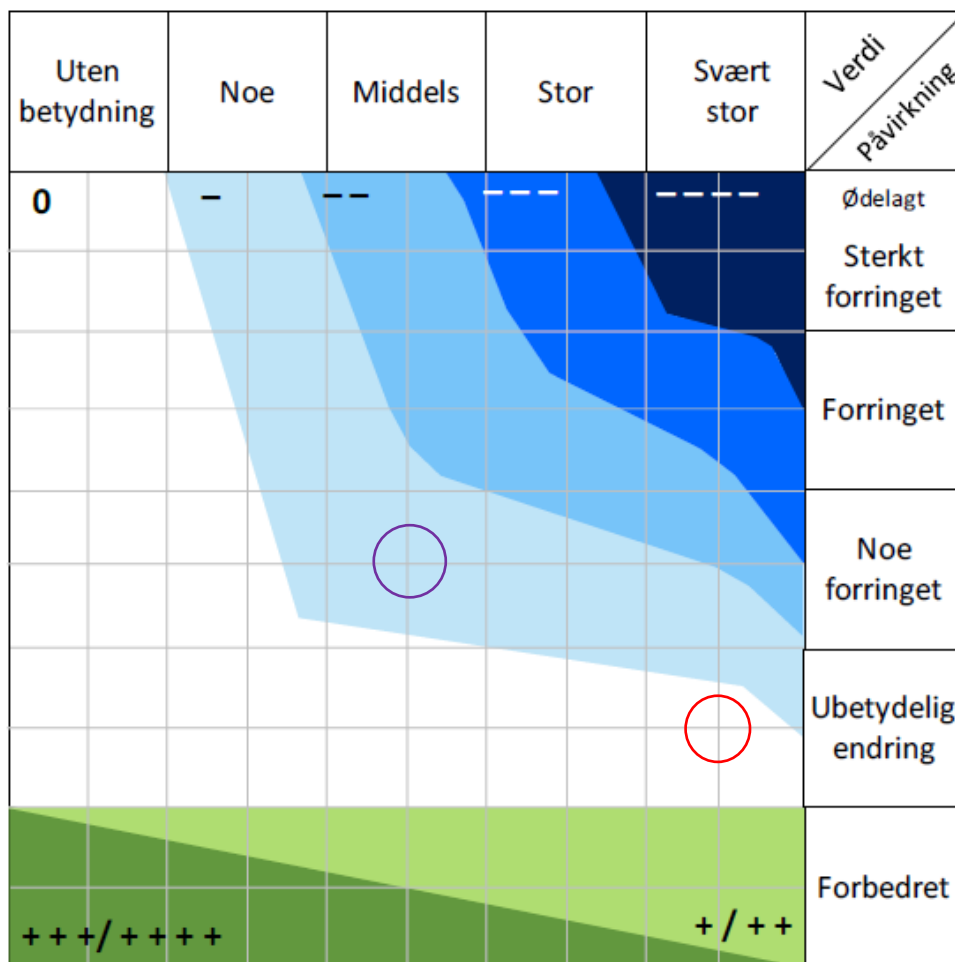 Uten
betydning
Noe
Middels
Stor
Svært
stor
Verdi
Påvirkning
0
–
– –
– – –
– – – –
Ødelagt
Sterkt
forringet
Forringet
Noe
forringet
Ubetydelig
endring
Forbedret
+ + +/ + + + +
+ / + +